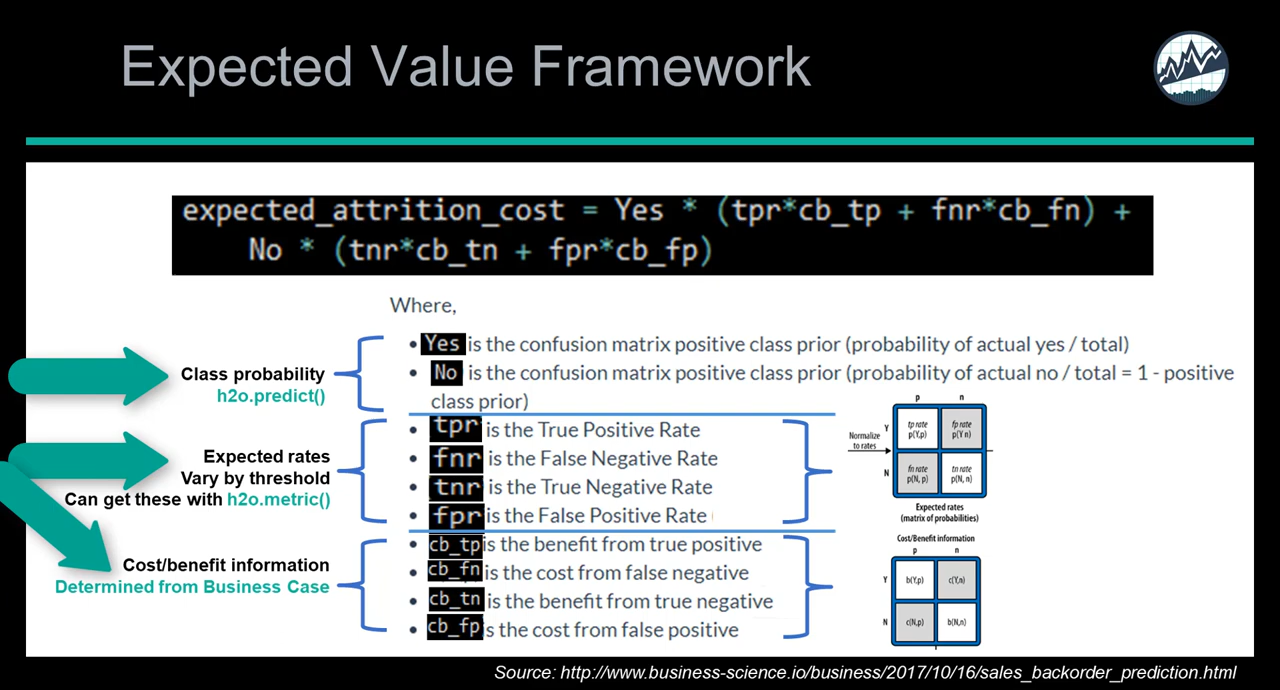 Expected Value Framework
expected_attrition_cost = Yes * (tpr*cb_tp + fnr*cb_fn) +
No * (tnr*cb_tn + fpr*cb_fp)
Where,
• Yes is the confusion matrix positive class prior (probability of actual yes / total)
• No is the confusion matrix positive class prior (probability of actual no / total = 1 - positive
class prior)
Class probability
h2o.predict()
• tpr is the True Positive Rate
• fnr is the False Negative Rate
• tnr is the True Negative Rate
• fpr is the False Positive Rate (
Expected rates
Vary by threshold
Can get these with h2o.metric()
• cb_tp is the benefit from true positive
• cb_fn is the cost from false negative
• cb_tn is the benefit from true negative
• cb_fp is the cost from false positive
Cost/benefit information
Determined from Business Case
p n
Normalize
to rates
Y
tp rate
p(Y,p)
fp rate
p(Y n)
N
fn rate
p(N, p)
tn rate
p(N, n)
Expected rates
(matrix of probabilities)
Cost/Benefit information
p n
Y b(Y,p) c(Y,n)
N c(N,p) b(N,n)
Source: http://www.business-science.io/business/2017/10/16/sales_backorder_prediction.html